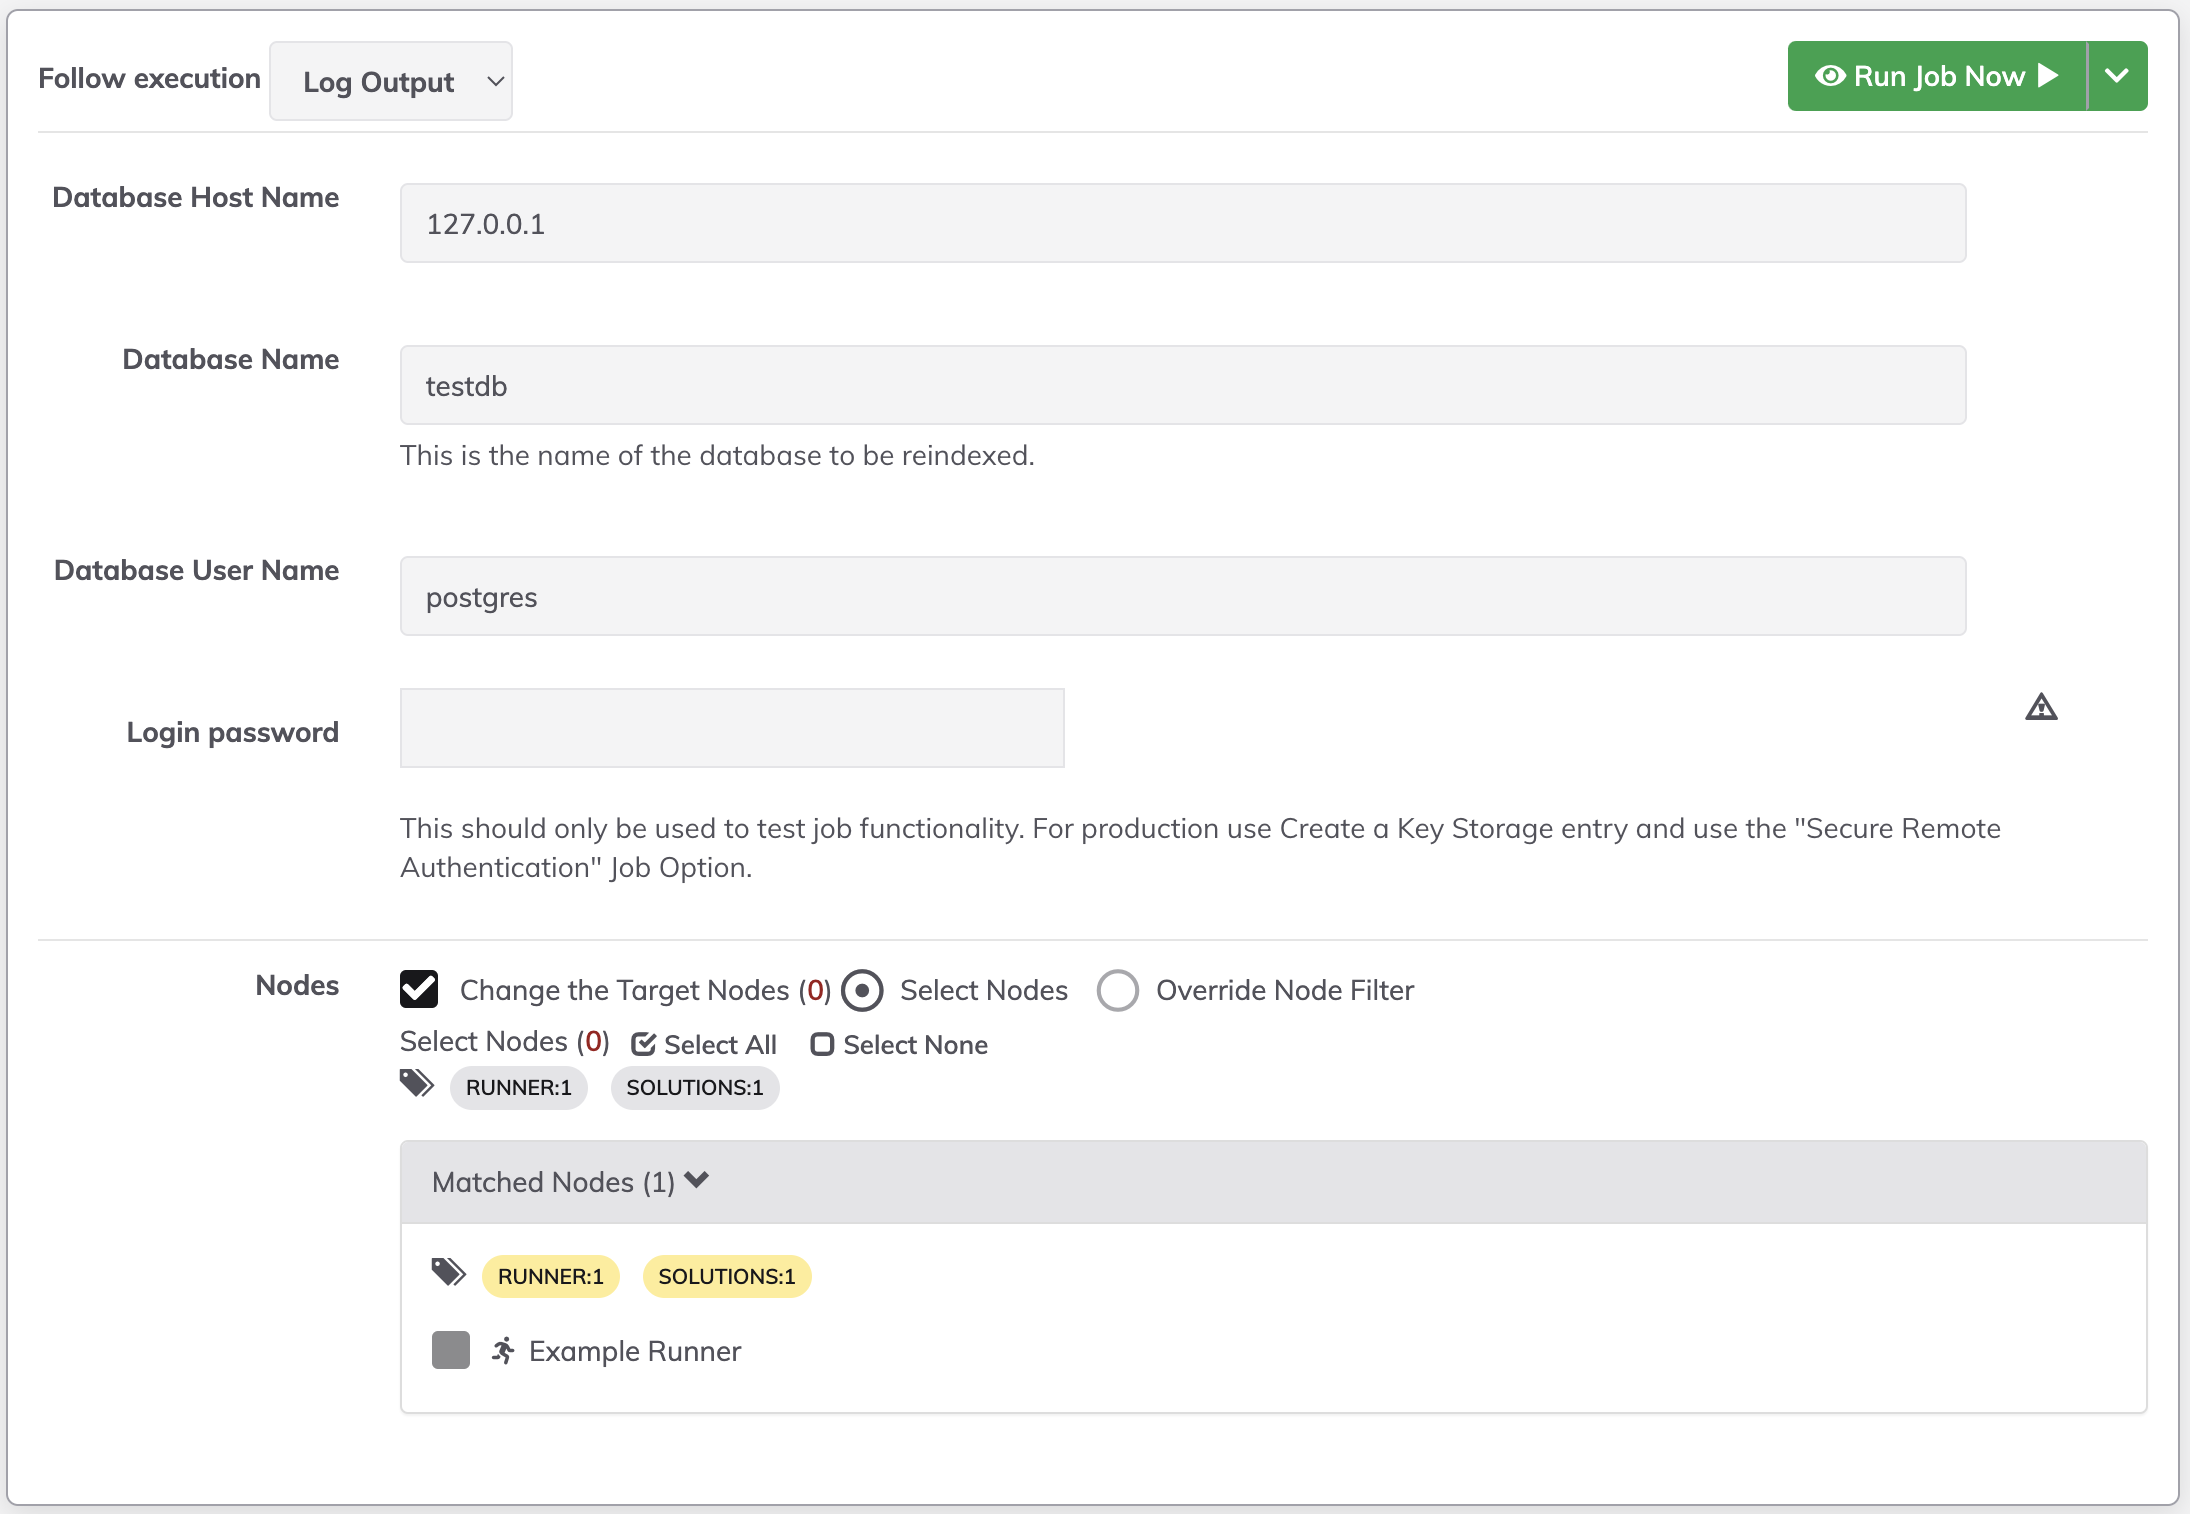 Follow execution Log Output Run Job Now
Database Host Name 127.0.0.1
Database Name testdb
This is the name of the database to be reindexed.
Database User Name postgres
Login password
This should only be used to test job functionality. For production use Create a Key Storage entry and use the "Secure Remote
Authentication" Job Option.
Nodes Change the Target Nodes (0) Select Nodes Override Node Filter
Select Nodes (0) Select All Select None
RUNNER:1 SOLUTIONS:1
Matched Nodes (1)
RUNNER:1 SOLUTIONS:1
Example Runner